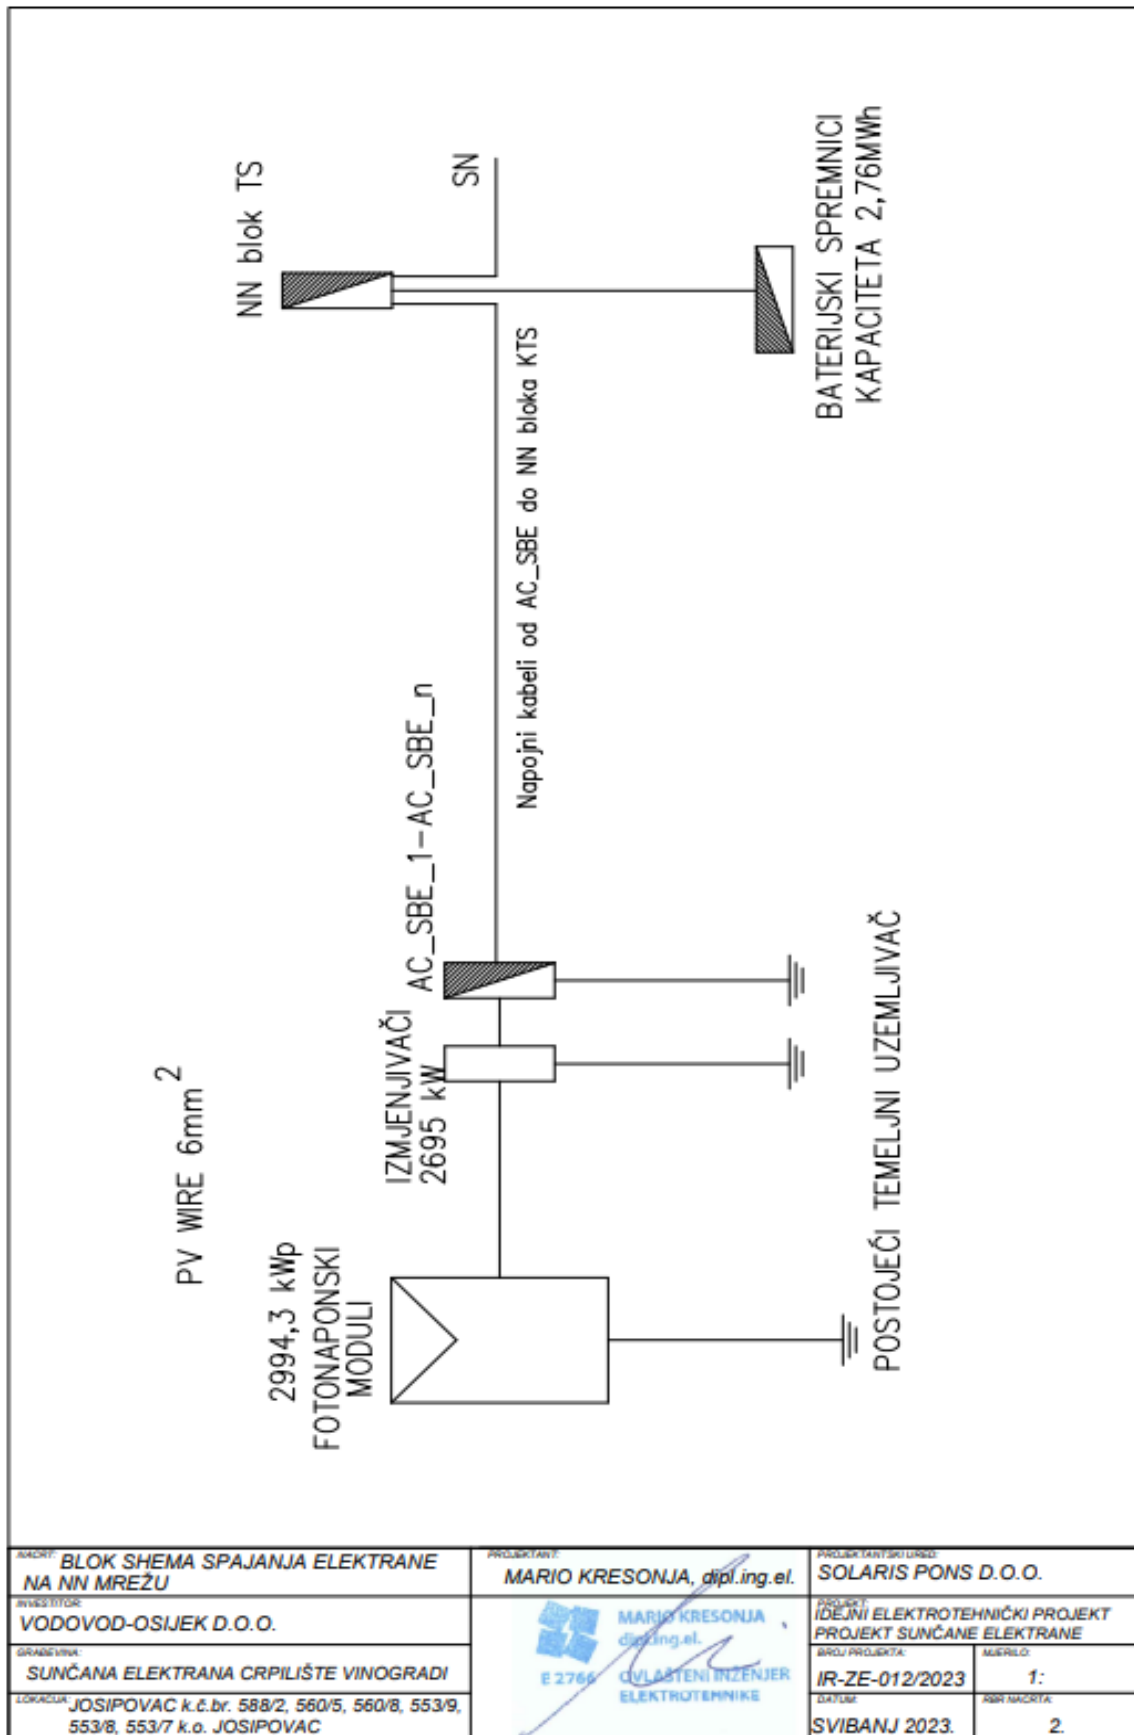 NN blok TS
SN
BATERIJSKI SPREMNICI
KAPACITETA 2,76MWh
Napojni kabeli od AC_SBE do NN bloka KTS
AC_SBE_1-AC_SBE_n
IZMJENJIVAČI
2695 kW
PV WIRE 6mm²
2994,3 kWp
FOTONAPONSKI
MODULI
POSTOJEĆI TEMELJNI UZEMLJIVAČ
NACRT: BLOK SHEMA SPAJANJA ELEKTRANE
NA NN MREŽU
INVESTITOR:
VODOVOD-OSIJEK D.O.O.
GRAĐEVINA:
SUNČANA ELEKTRANA CRPILIŠTE VINOGRADI
LOKACIJA: JOSIPOVAC k.č.br. 588/2, 560/5, 560/8, 553/9,
553/8, 553/7 k.o. JOSIPOVAC
PROJEKTANT:
MARIO KRESONJA, dipl.ing.el.
MARIO KRESONJA
dipl.ing.el.
E 2766 OVLAŠTENI INŽENJER
ELEKTROTEHNIKE
PROJEKTANTSKI URED:
SOLARIS PONS D.O.O.
PROJEKT:
IDEJNI ELEKTROTEHNIČKI PROJEKT
PROJEKT SUNČANE ELEKTRANE
BROJ PROJEKTA:
IR-ZE-012/2023
MJERILO:
1:
DATUM:
SVIBANJ 2023.
RBR NACRTA:
2.